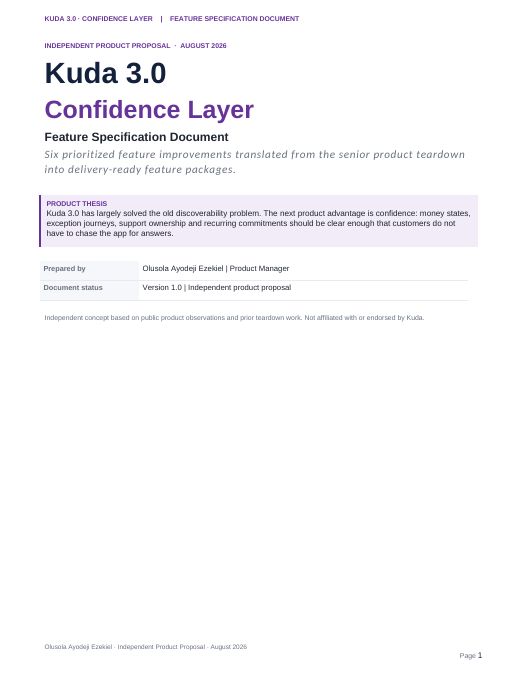 KUDA 3.0 · CONFIDENCE LAYER | FEATURE SPECIFICATION DOCUMENT
INDEPENDENT PRODUCT PROPOSAL · AUGUST 2026
Kuda 3.0
Confidence Layer
Feature Specification Document
Six prioritized feature improvements translated from the senior product teardown
into delivery-ready feature packages.
PRODUCT THESIS
Kuda 3.0 has largely solved the old discoverability problem. The next product advantage is confidence: money states,
exception journeys, support ownership and recurring commitments should be clear enough that customers do not
have to chase the app for answers.
Prepared by Olusola Ayodeji Ezekiel | Product Manager
Document status Version 1.0 | Independent product proposal
Independent concept based on public product observations and prior teardown work. Not affiliated with or endorsed by Kuda.
Olusola Ayodeji Ezekiel · Independent Product Proposal · August 2026
Page 1